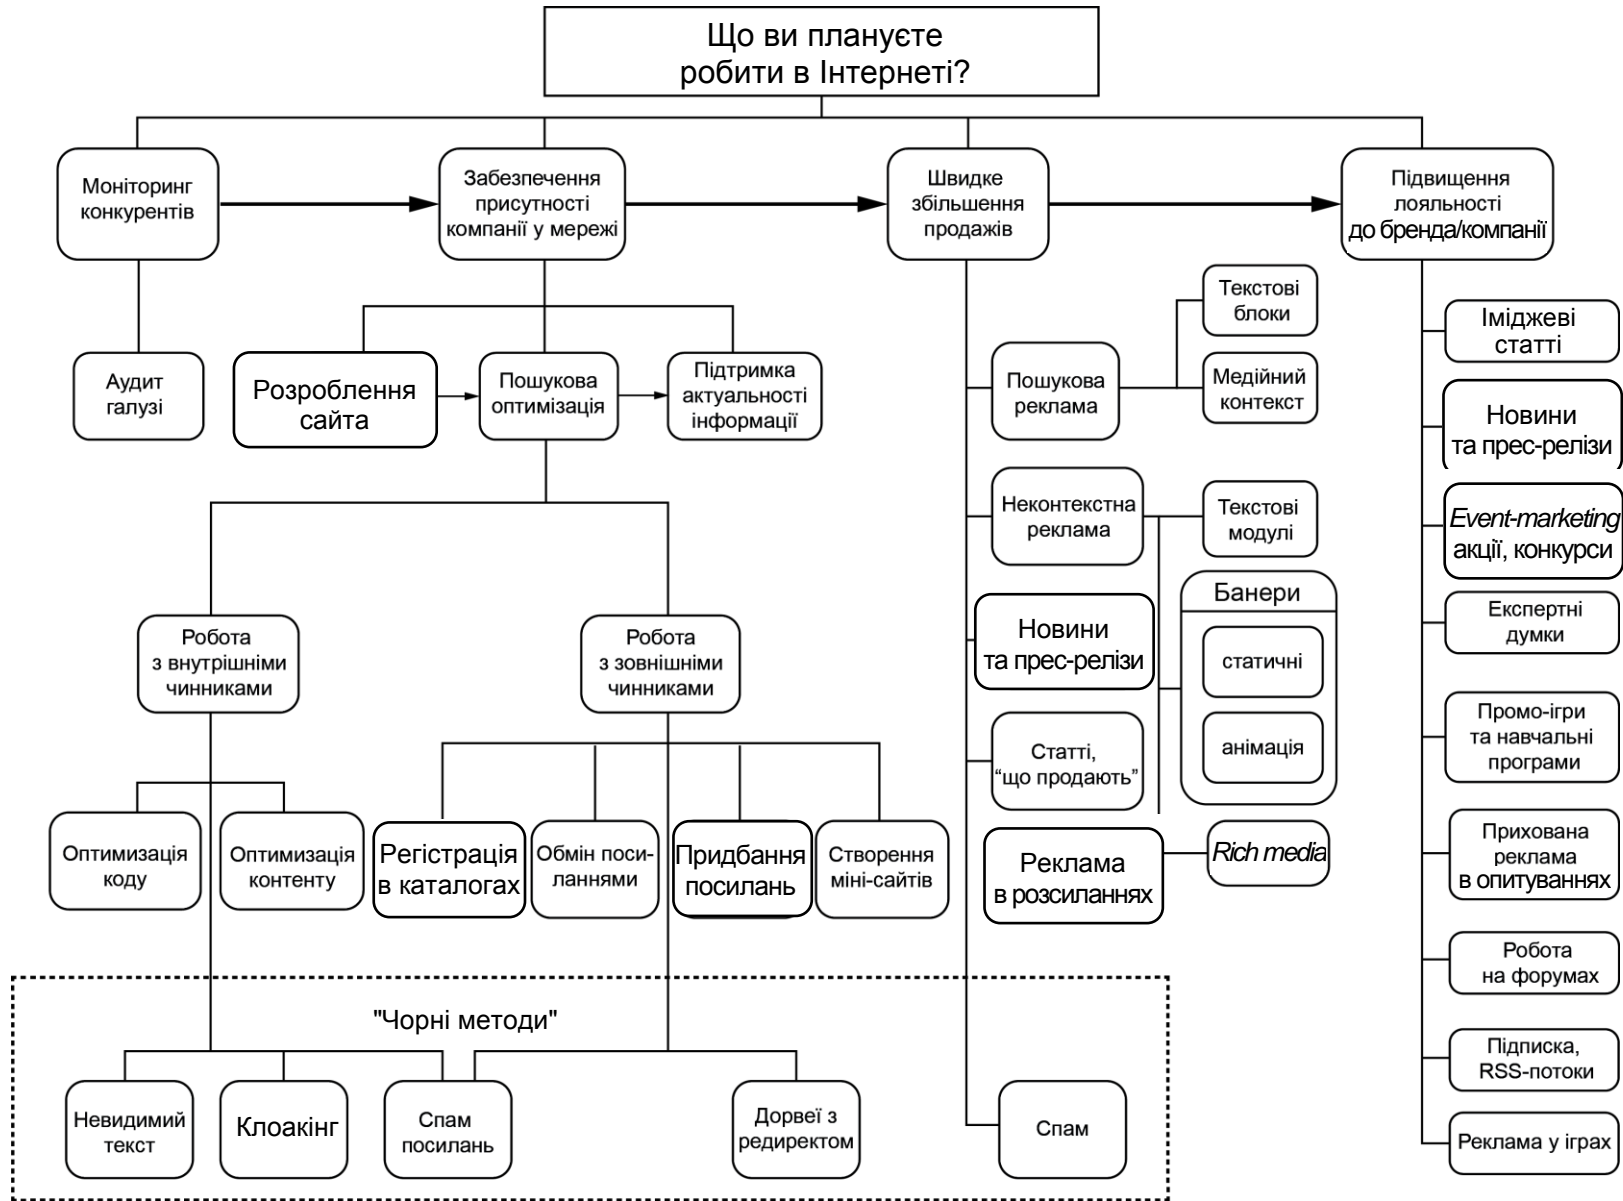 Що ви плануєте
робити в Інтернеті?
Моніторинг
конкурентів
Забезпечення
присутності
компанії у мережі
Швидке
збільшення
продажів
Підвищення
лояльності
до бренда/компанії
Аудит
галузі
Розроблення
сайта
Пошукова
оптимізація
Підтримка
актуальності
інформації
Робота
з внутрішніми
чинниками
Робота
з зовнішніми
чинниками
Оптимизація
коду
Оптимизація
контенту
Регістрація
в каталогах
Обмін поси-
ланнями
Придбання
посилань
Створення
міні-сайтів
Пошукова
реклама
Текстові
блоки
Медійний
контекст
Неконтекстна
реклама
Текстові
модулі
Банери
статичні
анімація
Новини
та прес-релізи
Статті,
“що продають”
Реклама
в розсиланнях
Rich media
Іміджеві
статті
Новини
та прес-релізи
Event-marketing
акції, конкурси
Експертні
думки
Промо-ігри
та навчальні
програми
Прихована
реклама
в опитуваннях
Робота
на форумах
Підписка,
RSS-потоки
Реклама у іграх
"Чорні методи"
Невидимий
текст
Клоакінг
Спам
посилань
Дорвеї з
редиректом
Спам